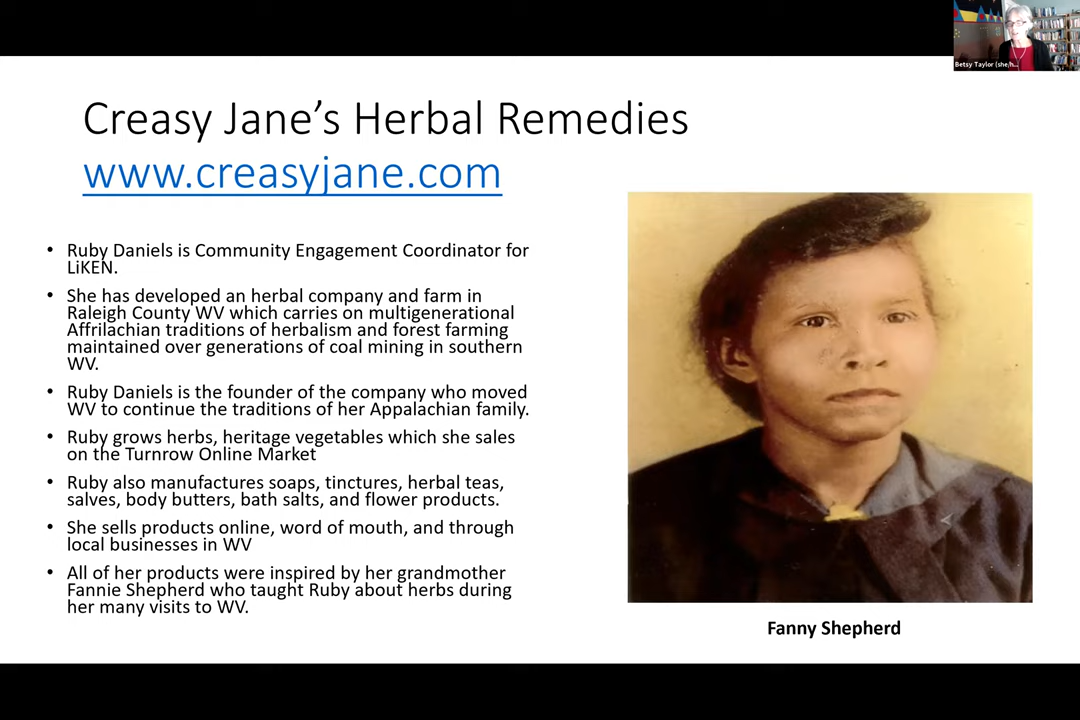 Betsy Taylor (she/h...
Creasy Jane’s Herbal Remedies
www.creasyjane.com
• Ruby Daniels is Community Engagement Coordinator for
LiKEN.
• She has developed an herbal company and farm in
Raleigh County WV which carries on multigenerational
Affrilachian traditions of herbalism and forest farming
maintained over generations of coal mining in southern
WV.
• Ruby Daniels is the founder of the company who moved
WV to continue the traditions of her Appalachian family.
• Ruby grows herbs, heritage vegetables which she sales
on the Turnrow Online Market
• Ruby also manufactures soaps, tinctures, herbal teas,
salves, body butters, bath salts, and flower products.
• She sells products online, word of mouth, and through
local businesses in WV
• All of her products were inspired by her grandmother
Fannie Shepherd who taught Ruby about herbs during
her many visits to WV.
Fanny Shepherd